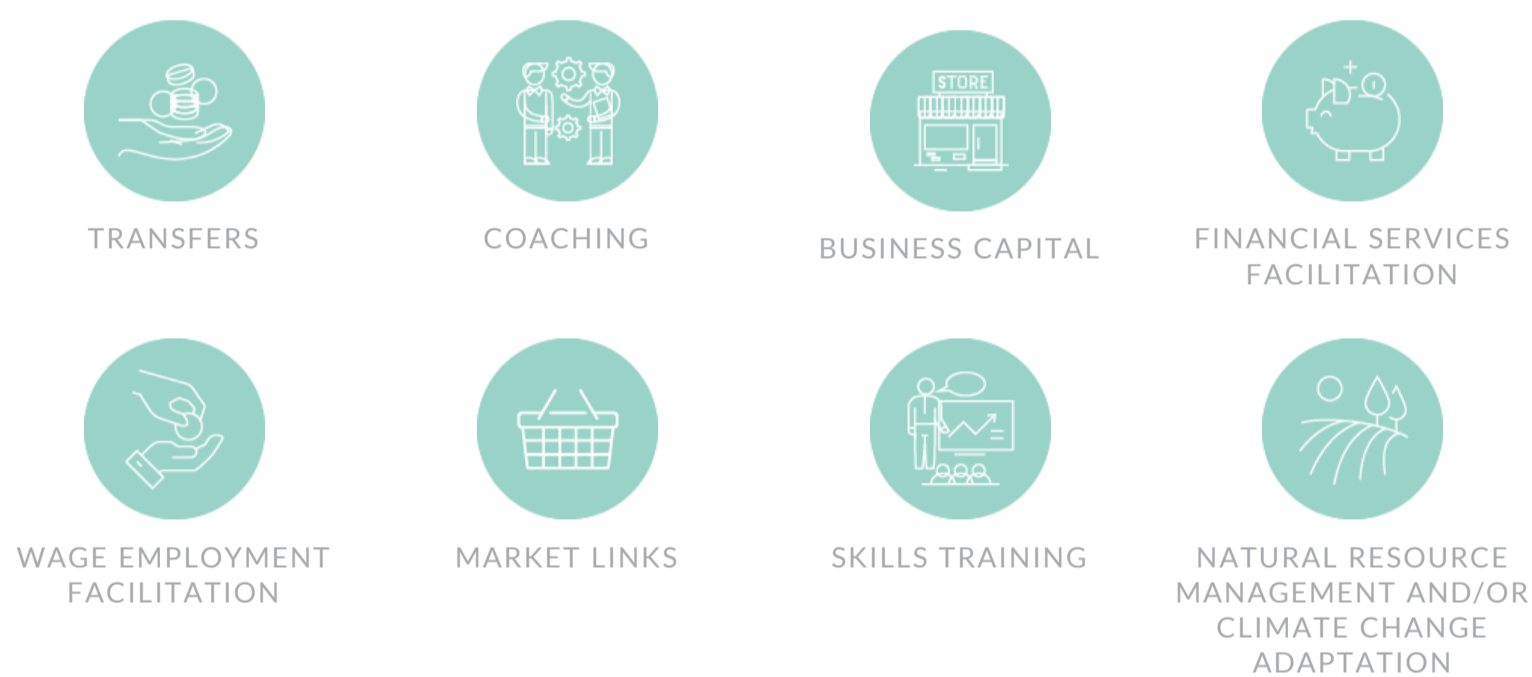 STORE
TRANSFERS
COACHING
BUSINESS CAPITAL
FINANCIAL SERVICES
FACILITATION
WAGE EMPLOYMENT
FACILITATION
MARKET LINKS
SKILLS TRAINING
NATURAL RESOURCE
MANAGEMENT AND/OR
CLIMATE CHANGE
ADAPTATION